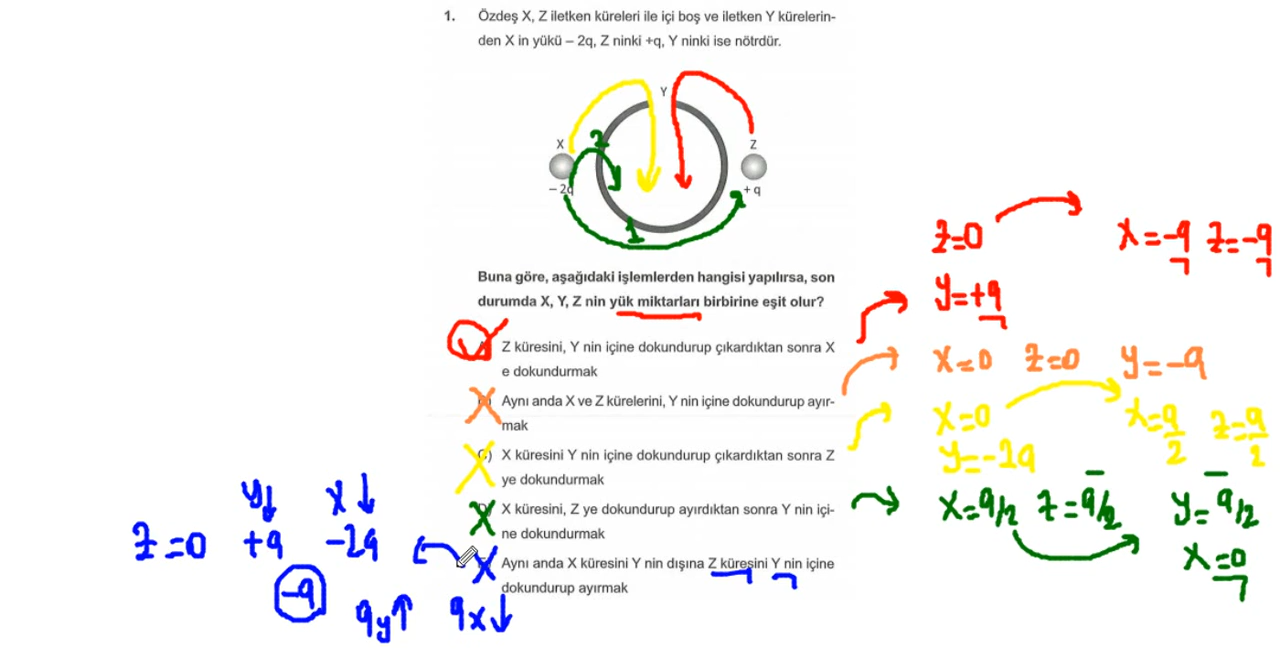 1. Özdeş X, Z iletken küreleri ile içi boş ve iletken Y kürelerin-
den X in yükü – 2q, Z ninki +q, Y ninki ise nötrdür.
Y
X
Z
2
– 2q
+ q
1
Buna göre, aşağıdaki işlemlerden hangisi yapılırsa, son
durumda X, Y, Z nin yük miktarları birbirine eşit olur?
Z küresini, Y nin içine dokundurup çıkardıktan sonra X
e dokundurmak
Aynı anda X ve Z kürelerini, Y nin içine dokundurup ayır-
mak
C) X küresini Y nin içine dokundurup çıkardıktan sonra Z
ye dokundurmak
X küresini, Z ye dokundurup ayırdıktan sonra Y nin içi-
ne dokundurmak
Aynı anda X küresini Y nin dışına Z küresini Y nin içine
dokundurup ayırmak
Z=0
X=-q Z=-q
Y=+q
X=0 Z=0 Y=-q
X=0
X=q/2 Z=q/2
Y=-2q
X=q/2 Z=q/2 Y=q/2
X=0
Y↓ X↓
Z=0 +q -2q
-q
qy↑ qx↓